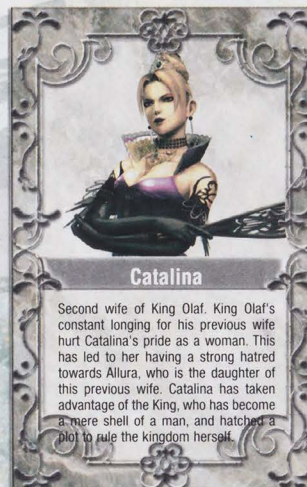 Catalina
Second wife of King Olaf. King Olaf's
constant longing for his previous wife
hurt Catalina's pride as a woman. This
has led to her having a strong hatred
towards Allura, who is the daughter of
this previous wife. Catalina has taken
advantage of the King, who has become
a mere shell of a man, and hatched a
plot to rule the kingdom herself.